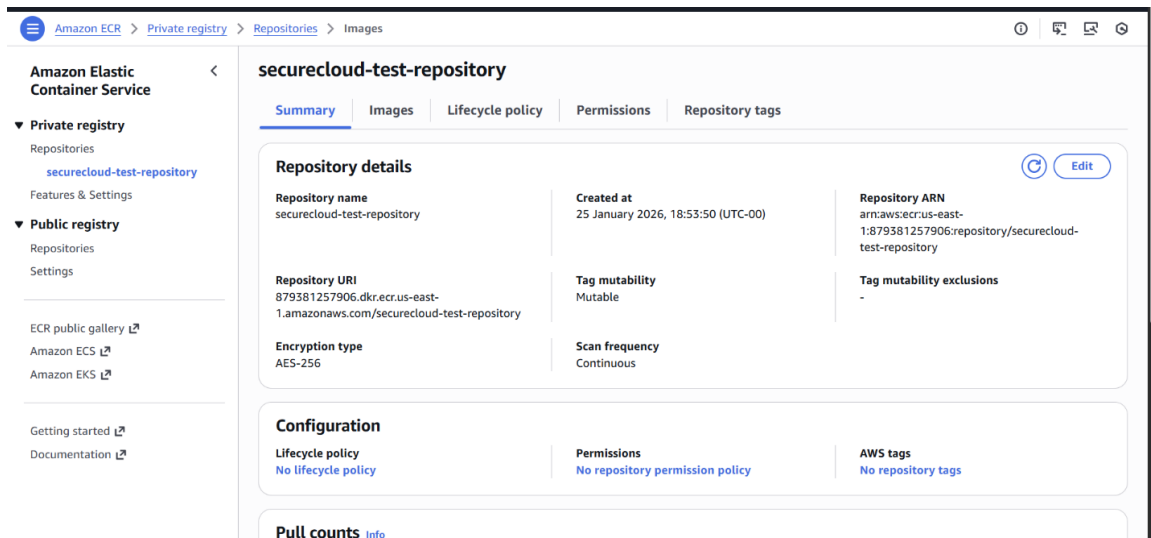 Amazon ECR > Private registry > Repositories > Images
Amazon Elastic
Container Service
Private registry
Repositories
securecloud-test-repository
Features & Settings
Public registry
Repositories
Settings
ECR public gallery
Amazon ECS
Amazon EKS
Getting started
Documentation
securecloud-test-repository
Summary
Images
Lifecycle policy
Permissions
Repository tags
Repository details
Edit
Repository name
securecloud-test-repository
Created at
25 January 2026, 18:53:50 (UTC-00)
Repository ARN
arn:aws:ecr:us-east-
1:879381257906:repository/securecloud-
test-repository
Repository URI
879381257906.dkr.ecr.us-east-
1.amazonaws.com/securecloud-test-repository
Tag mutability
Mutable
Tag mutability exclusions
-
Encryption type
AES-256
Scan frequency
Continuous
Configuration
Lifecycle policy
No lifecycle policy
Permissions
No repository permission policy
AWS tags
No repository tags
Pull counts Info